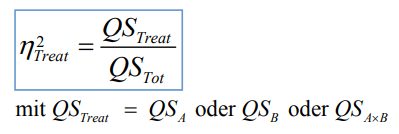 η²_Treat = QS_Treat / QS_Tot
mit QS_Treat = QS_A oder QS_B oder QS_A×B